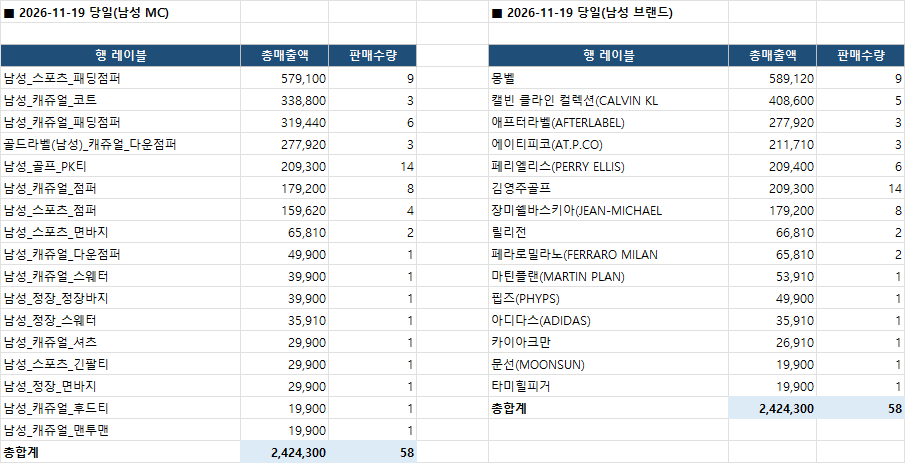 ■ 2026-11-19 당일(남성 MC)
행 레이블 총매출액 판매수량
남성_스포츠_패딩점퍼 579,100 9
남성_캐쥬얼_코트 338,800 3
남성_캐쥬얼_패딩점퍼 319,440 6
골드라벨(남성)_캐쥬얼_다운점퍼 277,920 3
남성_골프_PK티 209,300 14
남성_캐쥬얼_점퍼 179,200 8
남성_스포츠_점퍼 159,620 4
남성_스포츠_면바지 65,810 2
남성_캐쥬얼_다운점퍼 49,900 1
남성_캐쥬얼_스웨터 39,900 1
남성_정장_정장바지 39,900 1
남성_정장_스웨터 35,910 1
남성_캐쥬얼_셔츠 29,900 1
남성_스포츠_긴팔티 29,900 1
남성_정장_면바지 29,900 1
남성_캐쥬얼_후드티 19,900 1
남성_캐쥬얼_맨투맨 19,900 1
총합계 2,424,300 58
■ 2026-11-19 당일(남성 브랜드)
행 레이블 총매출액 판매수량
몽벨 589,120 9
캘빈 클라인 컬렉션(CALVIN KL 408,600 5
애프터라벨(AFTERLABEL) 277,920 3
에이티피코(AT.P.CO) 211,710 3
페리엘리스(PERRY ELLIS) 209,400 6
김영주골프 209,300 14
장미쉘바스키아(JEAN-MICHAEL 179,200 8
릴리전 66,810 2
페라로밀라노(FERRARO MILAN 65,810 2
마틴플랜(MARTIN PLAN) 53,910 1
핍즈(PHYPS) 49,900 1
아디다스(ADIDAS) 35,910 1
카이아크만 26,910 1
문선(MOONSUN) 19,900 1
타미힐피거 19,900 1
총합계 2,424,300 58